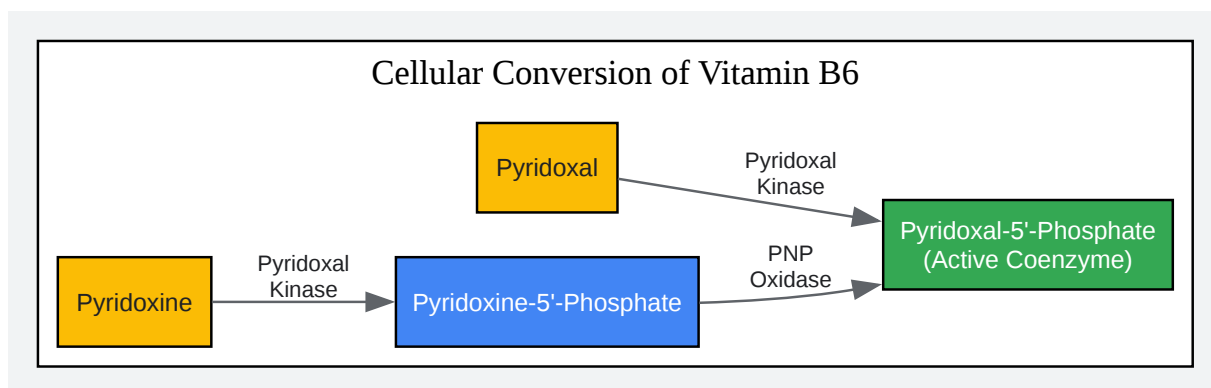 Cellular Conversion of Vitamin B6
Pyridoxal
Pyridoxal
Kinase
Pyridoxal-5'-Phosphate
(Active Coenzyme)
Pyridoxine
Pyridoxal
Kinase
Pyridoxine-5'-Phosphate
PNP
Oxidase